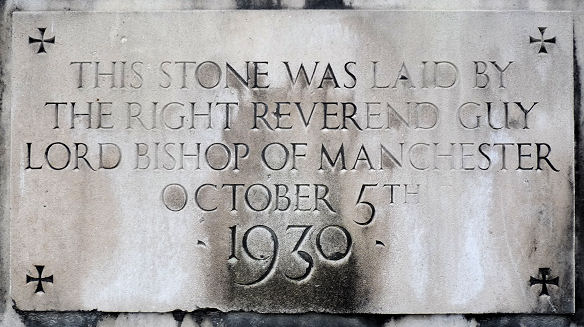 THIS STONE WAS LAID BY
THE RIGHT REVEREND GUY
LORD BISHOP OF MANCHESTER
OCTOBER 5TH
· 1930 ·